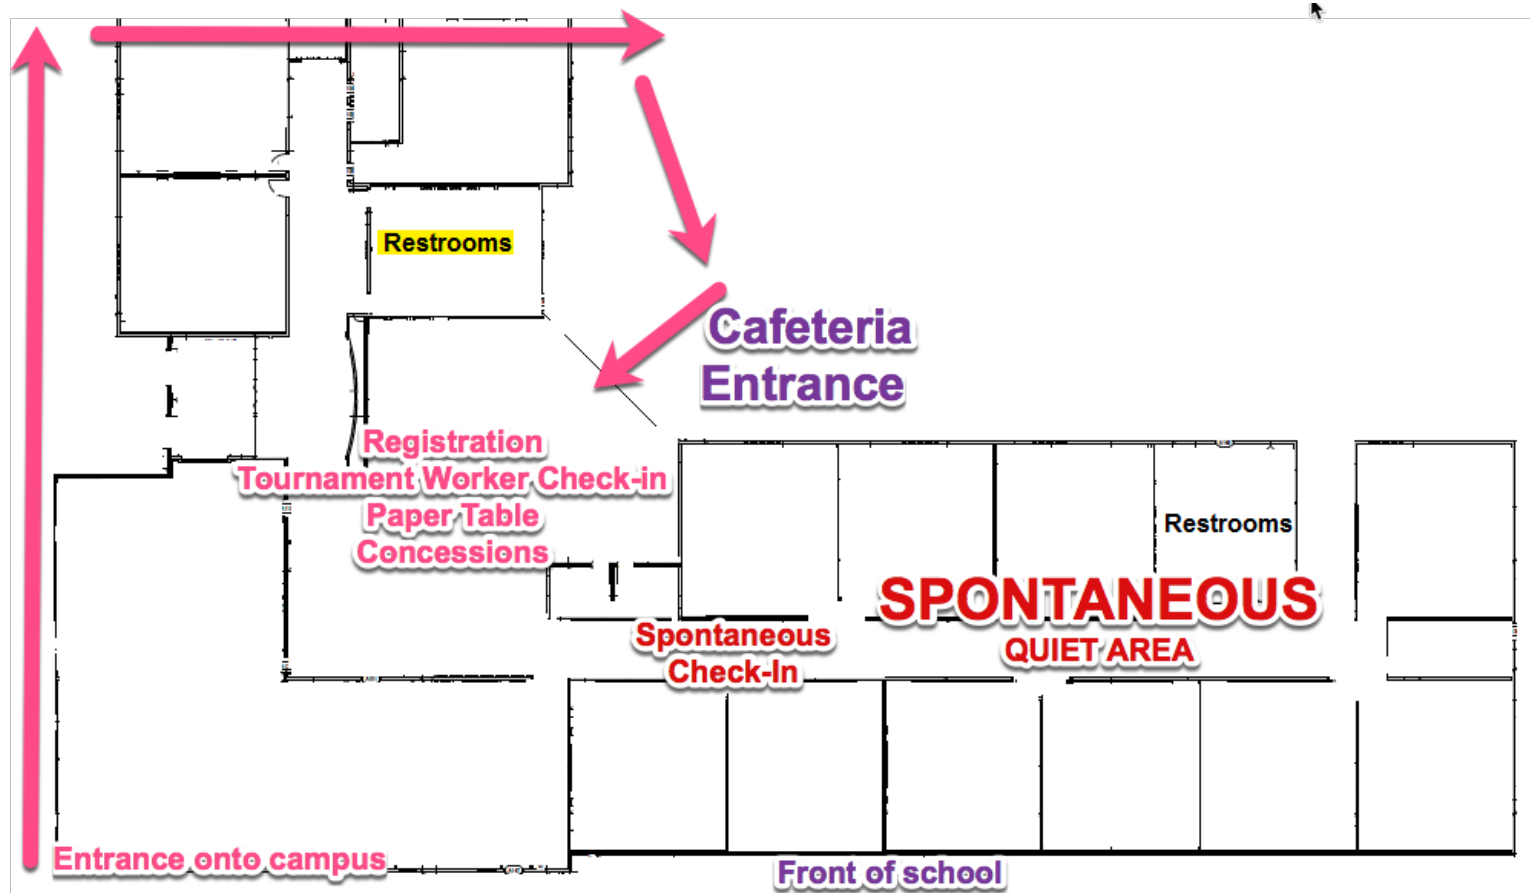 Restrooms
Cafeteria
Entrance
Registration
Tournament Worker Check-in
Paper Table
Concessions
Restrooms
SPONTANEOUS
QUIET AREA
Spontaneous
Check-In
Entrance onto campus
Front of school